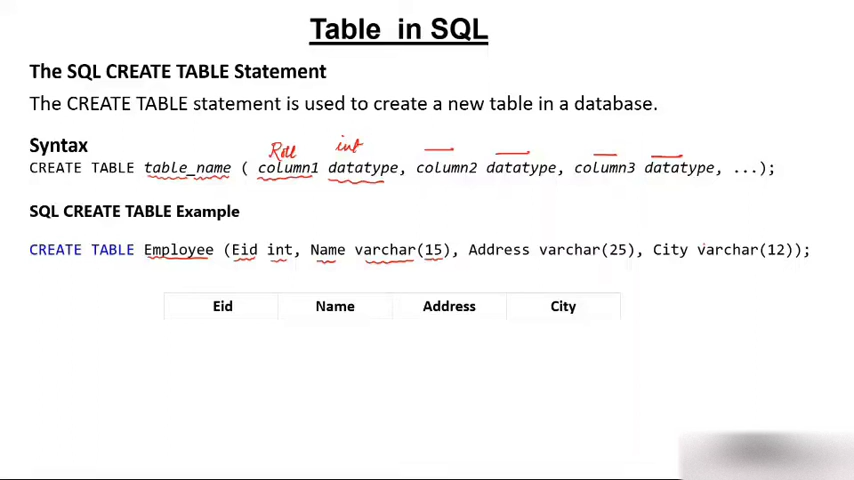 Table in SQL
The SQL CREATE TABLE Statement
The CREATE TABLE statement is used to create a new table in a database.
Syntax
Roll int
CREATE TABLE table_name ( column1 datatype, column2 datatype, column3 datatype, ...);
SQL CREATE TABLE Example
CREATE TABLE Employee (Eid int, Name varchar(15), Address varchar(25), City varchar(12));
Eid Name Address City